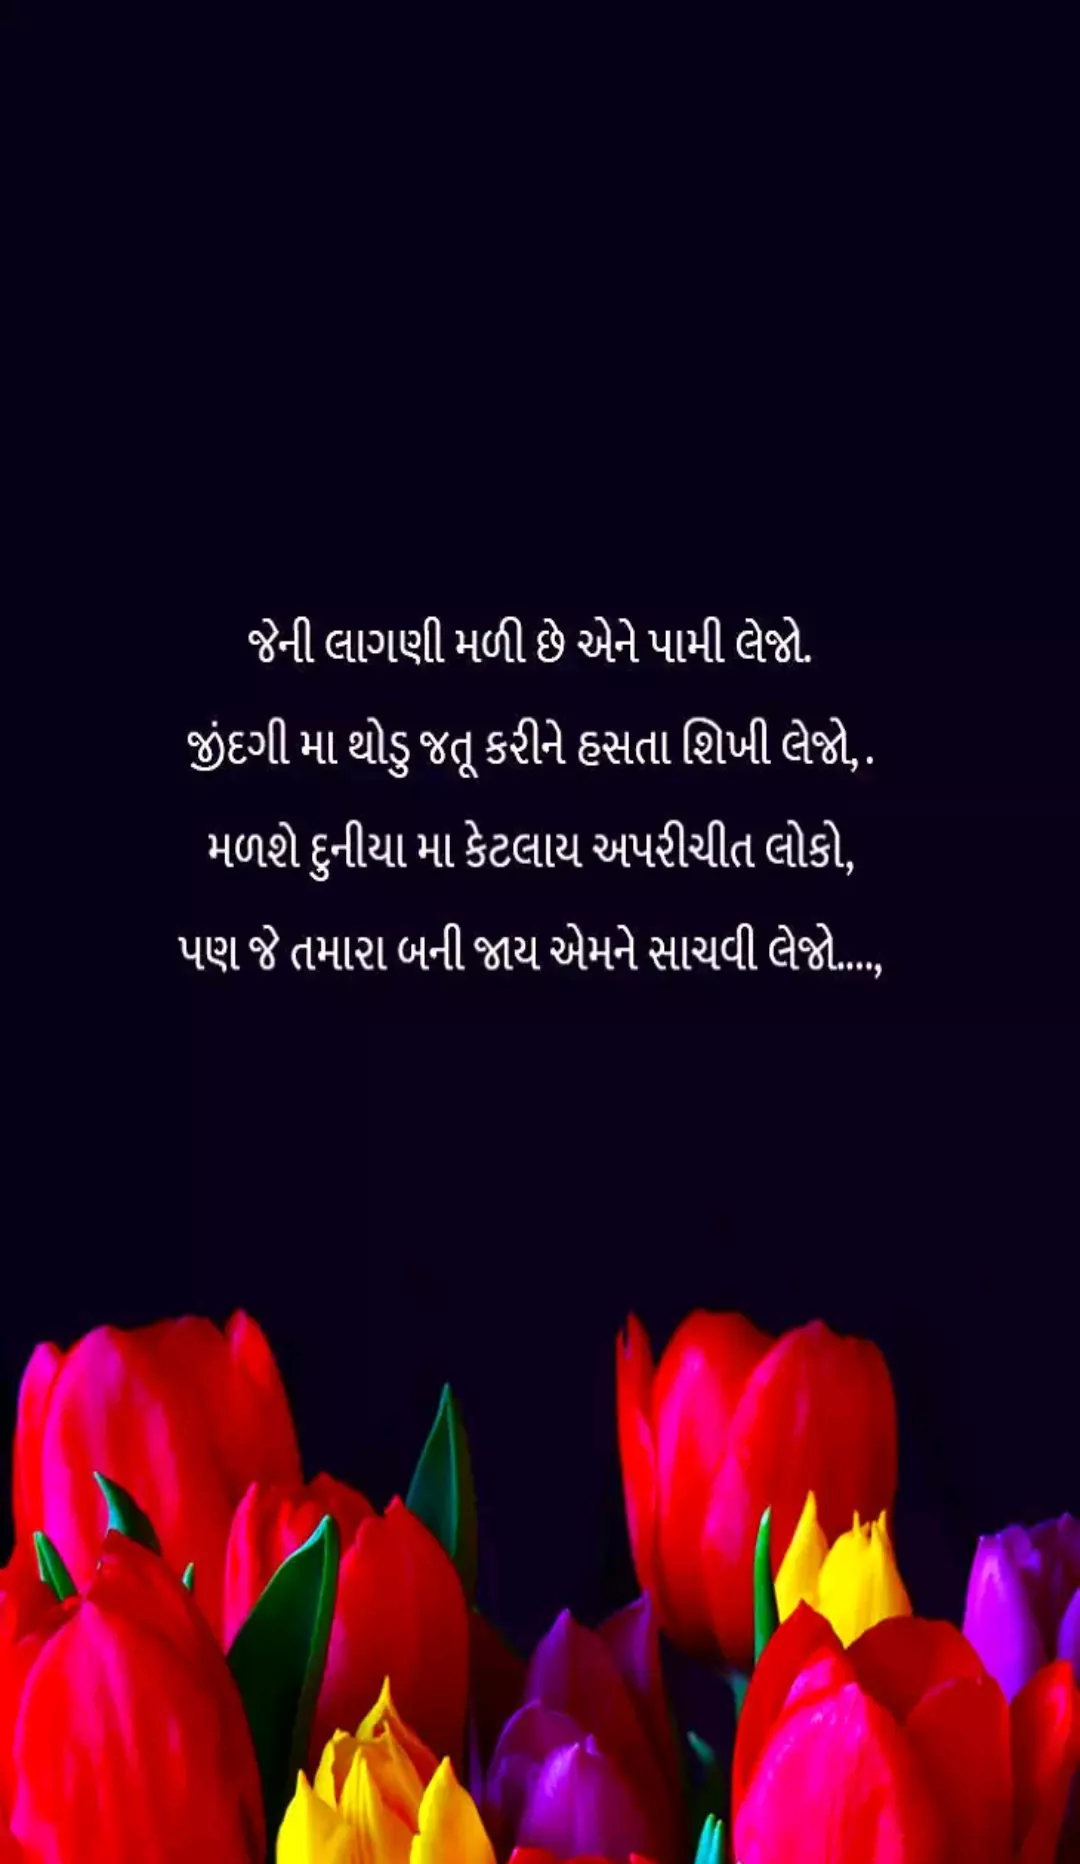 જેની લાગણી મળી છે એને પામી લેજો.
જીંદગી મા થોડુ જતૂ કરીને હસતા શિખી લેજો, .
મળશે દુનીયા મા કેટલાય અપરીચીત લોકો,
પણ જે તમારા બની જાય એમને સાચવી લેજો....,